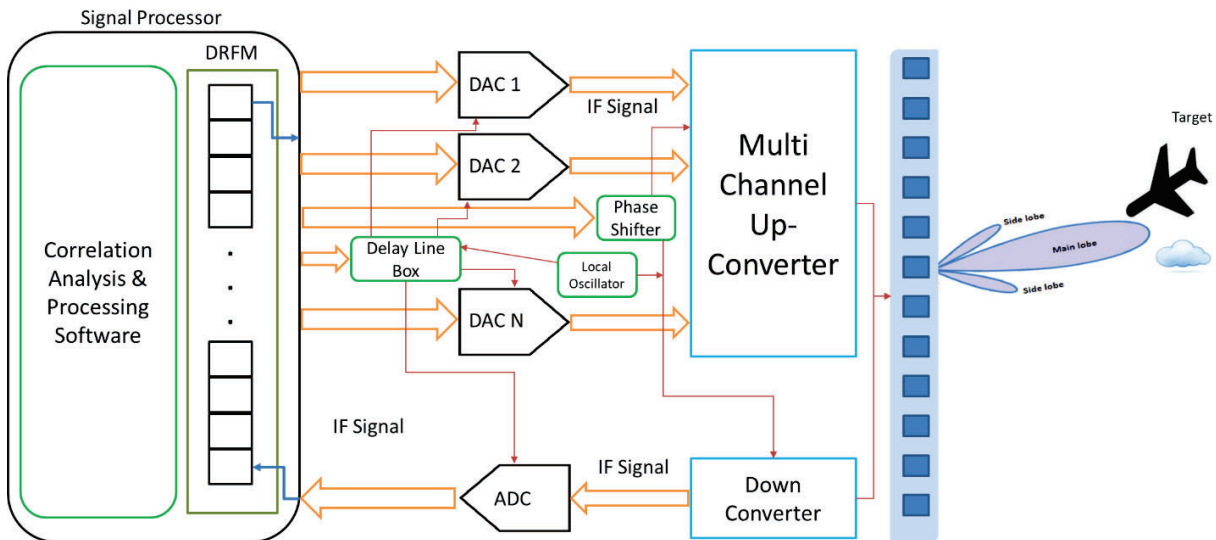 Signal Processor
DRFM
Correlation
Analysis &
Processing
Software
DAC 1
IF Signal
DAC 2
Phase
Shifter
Delay Line
Box
Local
Oscillator
DAC N
Multi
Channel
Up-
Converter
IF Signal
ADC
IF Signal
Down
Converter
Target
Side lobe
Main lobe
Side lobe